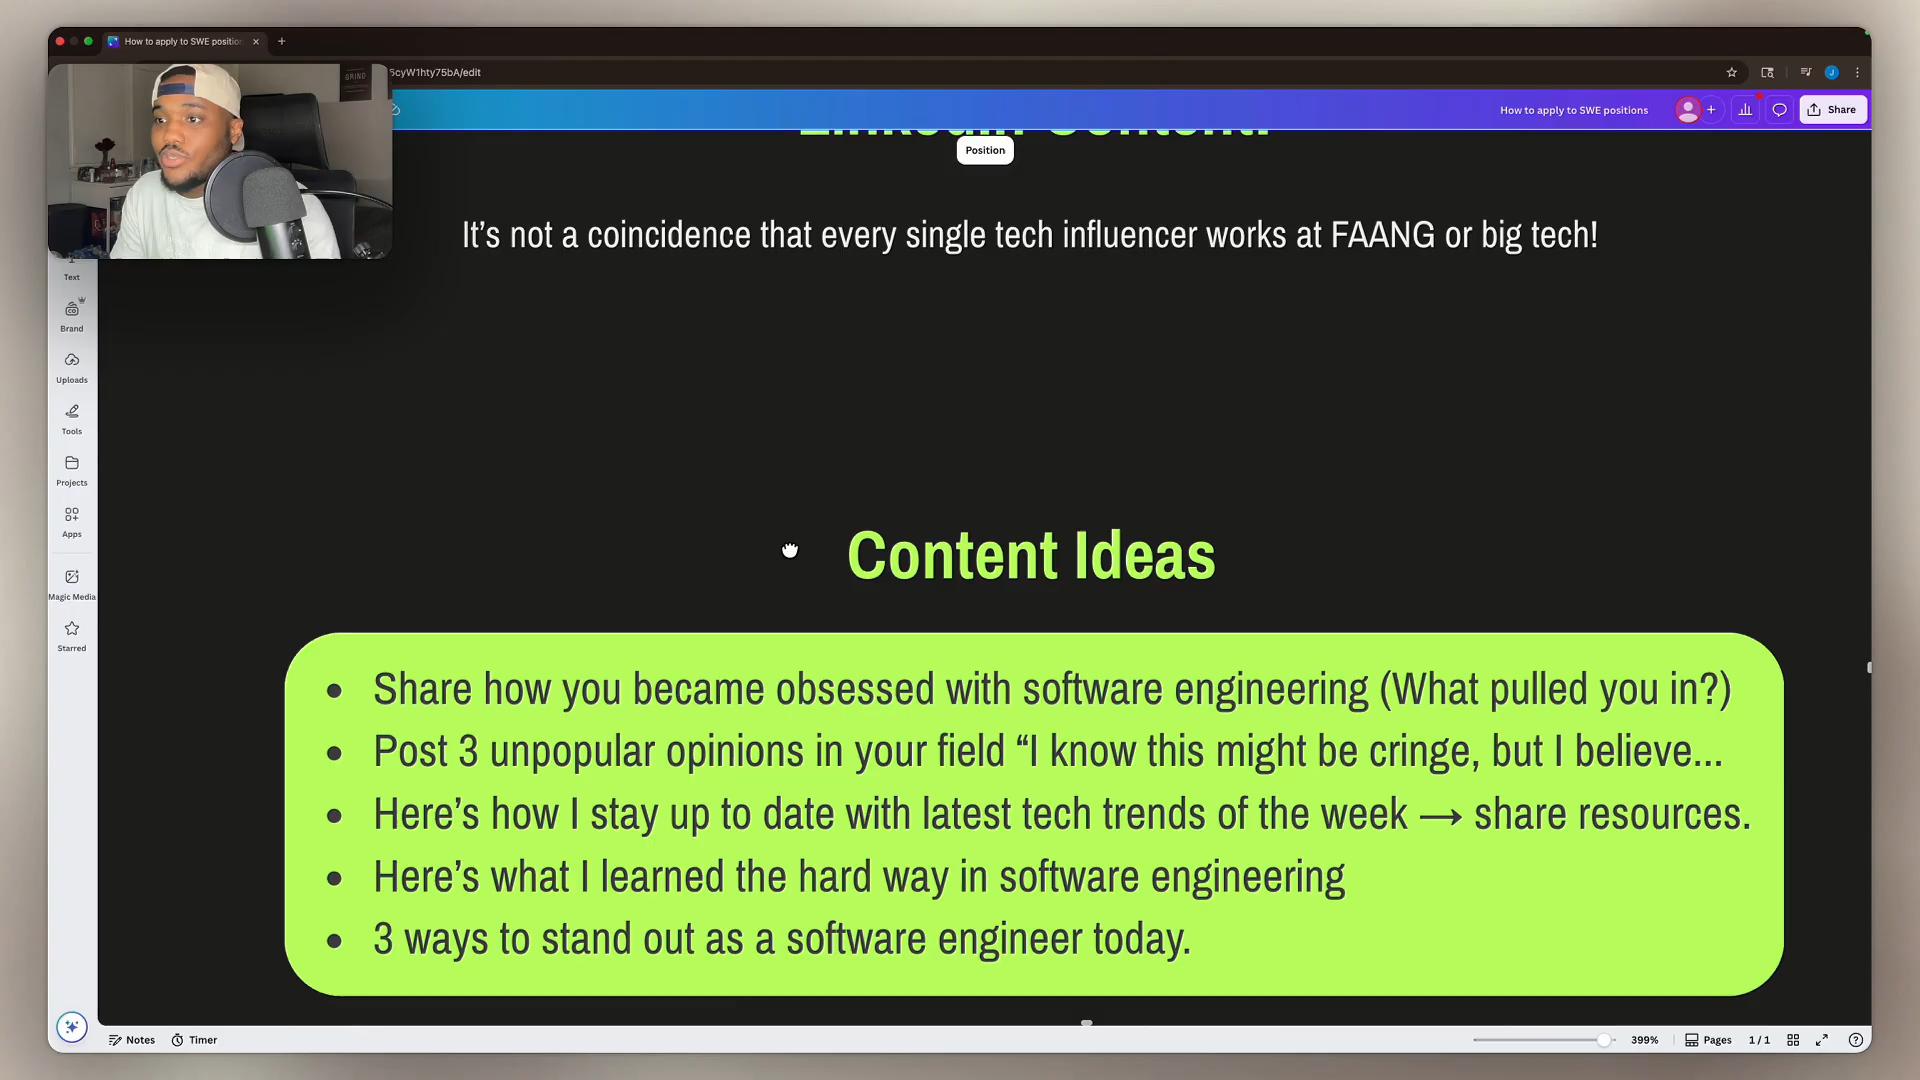 How to apply to SWE position
5cyW1hty75bA/edit
GRIND
How to apply to SWE positions
Share
LinkedIn Content:
Position
It's not a coincidence that every single tech influencer works at FAANG or big tech!
Text
Brand
Uploads
Tools
Projects
Apps
Magic Media
Starred
Content Ideas
• Share how you became obsessed with software engineering (What pulled you in?)
• Post 3 unpopular opinions in your field “I know this might be cringe, but I believe...
• Here's how I stay up to date with latest tech trends of the week → share resources.
• Here's what I learned the hard way in software engineering
• 3 ways to stand out as a software engineer today.
Notes
Timer
399%
Pages
1 / 1